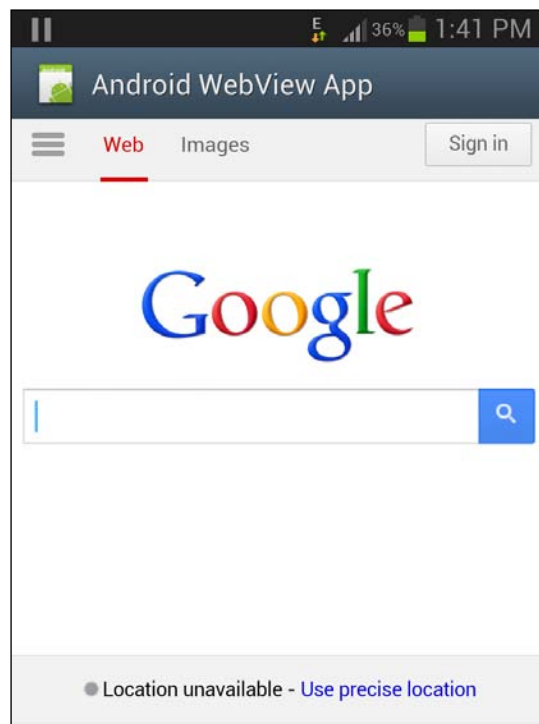 E 36% 1:41 PM
Android WebView App
Web Images Sign in
Google
Location unavailable - Use precise location